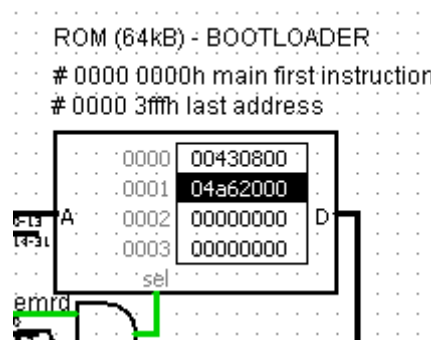 ROM (64kB) - BOOTLOADER
# 0000 0000h main first instruction
# 0000 3fffh last address
0000 00430800
0001 04a62000
A 0002 00000000 D
0003 00000000
sel